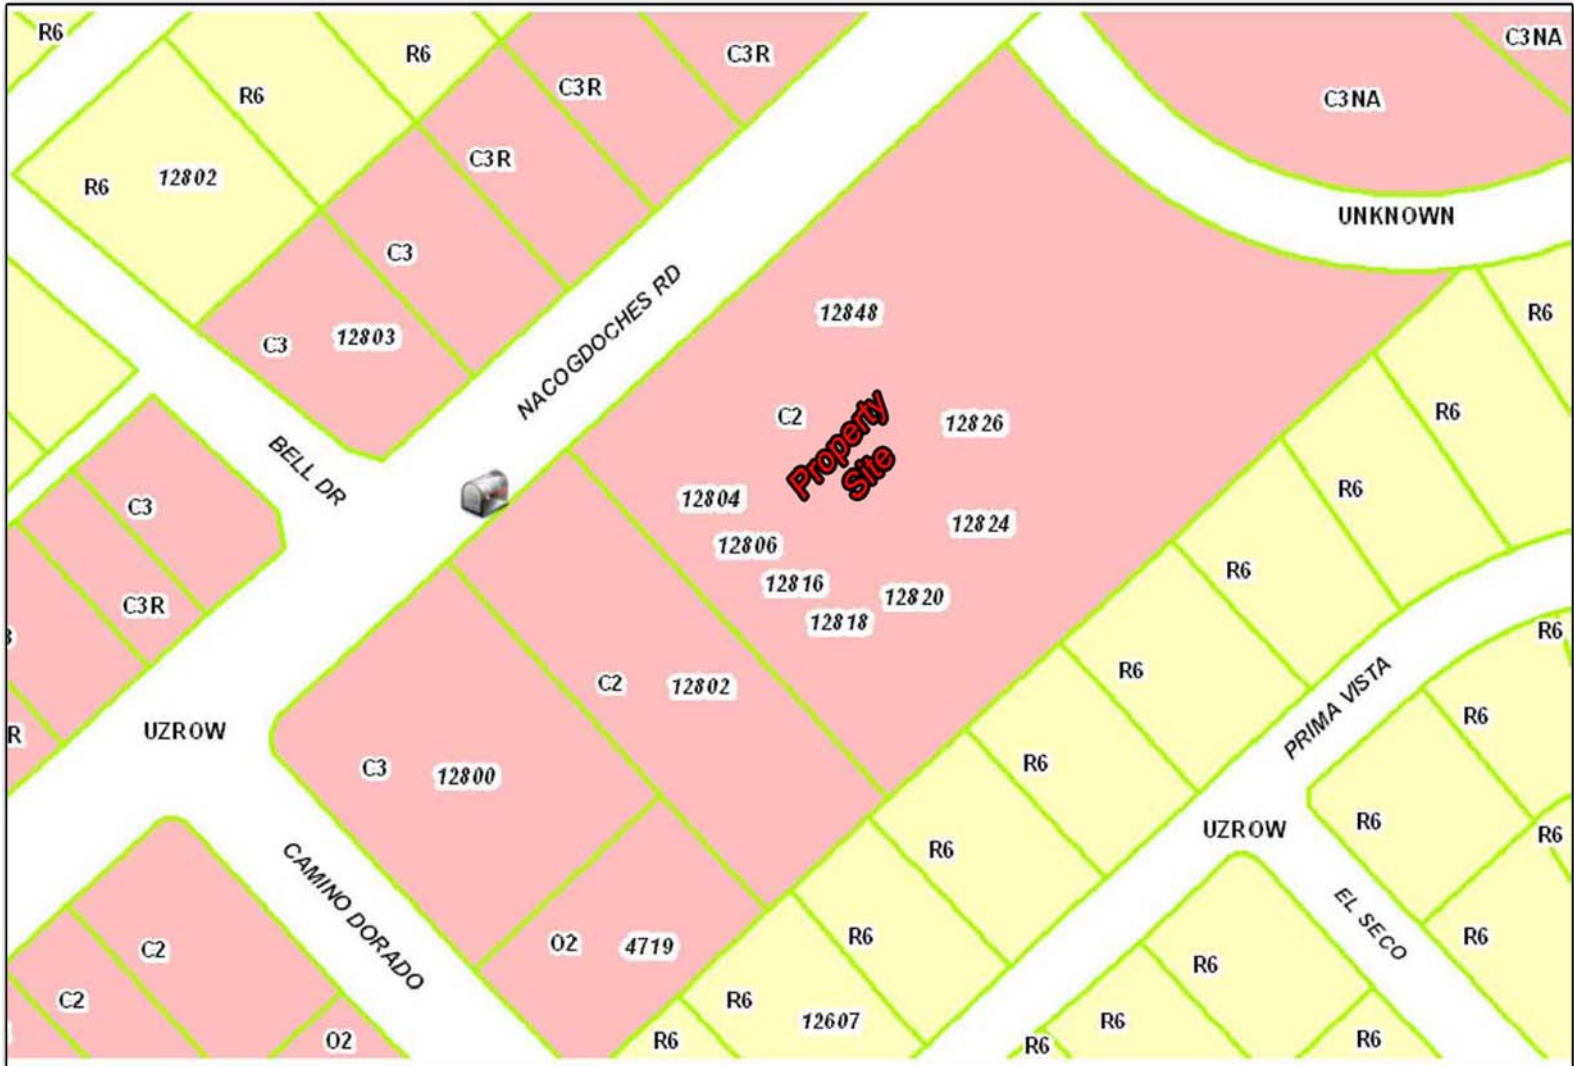 R6
R6
R6
C3R
C3R
C3NA
C3NA
R6
12802
C3R
UNKNOWN
C3
C3
12803
NACOGDOCHES RD
12848
R6
C2
Property
Site
12826
R6
BELL DR
C3
12804
12824
R6
12806
12816
12820
12818
R6
C3R
R6
R6
C2
12802
PRIMA VISTA
R6
R
UZROW
C3
12800
R6
UZROW
R6
R6
CAMINO DORADO
R6
EL SECO
C2
O2
4719
R6
R6
R6
C2
R6
12607
R6
O2
R6
R6
R6